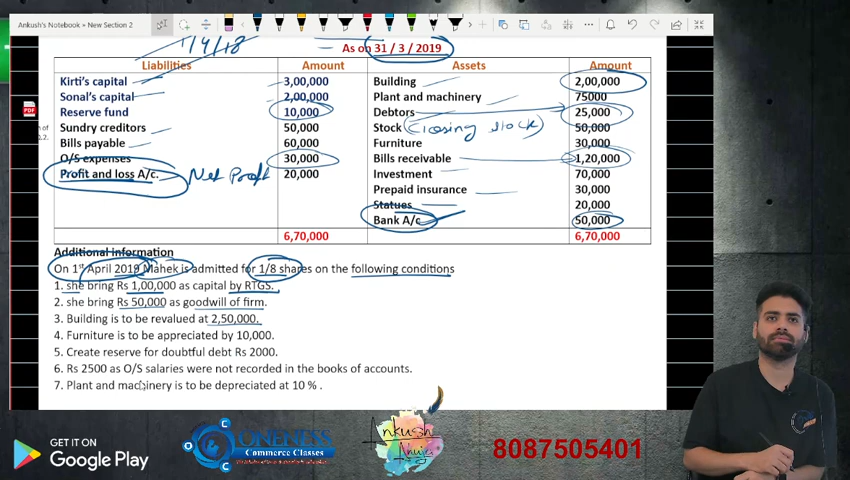 Ankush's Notebook » New Section 2
1/4/18
As on 31 / 3 / 2019
Liabilities Amount Assets Amount
Kirti's capital 3,00,000 Building 2,00,000
Sonal's capital 2,00,000 Plant and machinery 75000
Reserve fund 10,000 Debtors 25,000
Sundry creditors 50,000 Stock (closing stock) 50,000
Bills payable 60,000 Furniture 30,000
O/S expenses 30,000 Bills receivable 1,20,000
Profit and loss A/c. Net Profit 20,000 Investment 70,000
Prepaid insurance 30,000
Statues 20,000
Bank A/c 50,000
6,70,000 6,70,000
Additional information
On 1st April 2019 Mahek is admitted for 1/8 shares on the following conditions
1. she bring Rs 1,00,000 as capital by RTGS.
2. she bring Rs 50,000 as goodwill of firm.
3. Building is to be revalued at 2,50,000.
4. Furniture is to be appreciated by 10,000.
5. Create reserve for doubtful debt Rs 2000.
6. Rs 2500 as O/S salaries were not recorded in the books of accounts.
7. Plant and machinery is to be depreciated at 10 % .
GET IT ON
Google Play
ONENESS
Commerce Classes
Ankush
8087505401